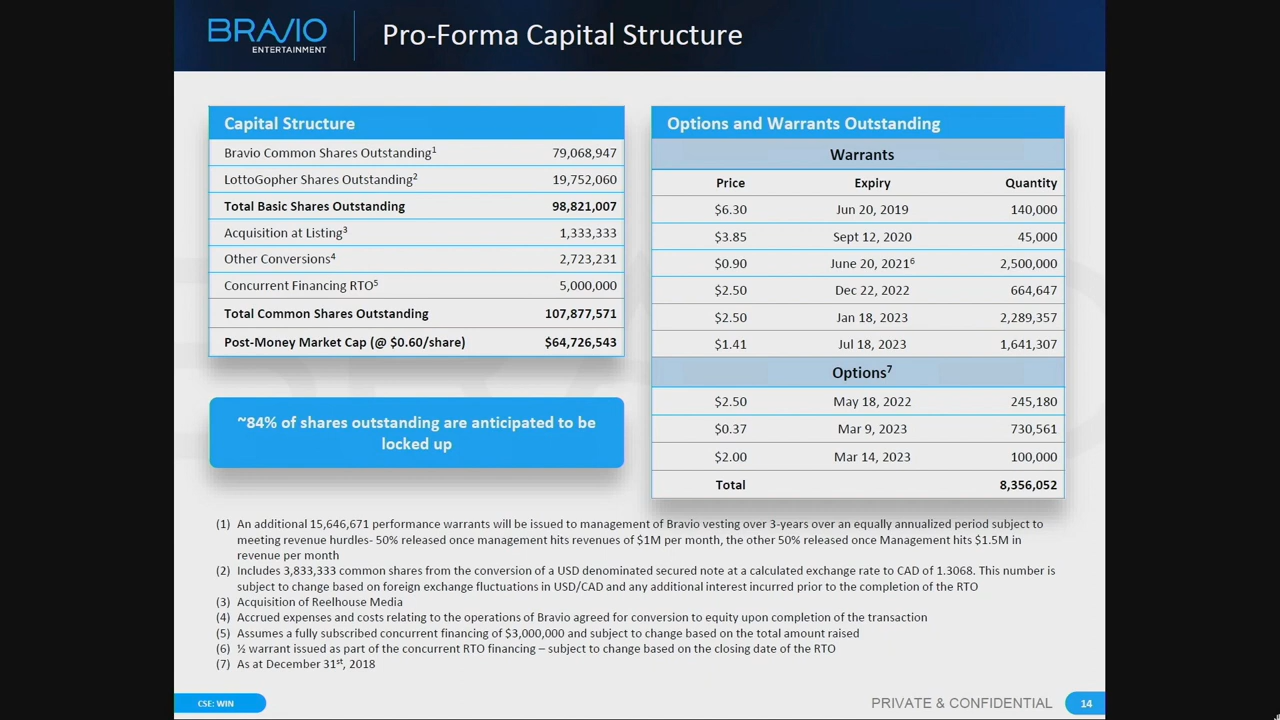 BRAVIO
ENTERTAINMENT
Pro-Forma Capital Structure
Capital Structure
Bravio Common Shares Outstanding¹ 79,068,947
LottoGopher Shares Outstanding² 19,752,060
Total Basic Shares Outstanding 98,821,007
Acquisition at Listing³ 1,333,333
Other Conversions⁴ 2,723,231
Concurrent Financing RTO⁵ 5,000,000
Total Common Shares Outstanding 107,877,571
Post-Money Market Cap (@ $0.60/share) $64,726,543
~84% of shares outstanding are anticipated to be
locked up
Options and Warrants Outstanding
Warrants
Price Expiry Quantity
$6.30 Jun 20, 2019 140,000
$3.85 Sept 12, 2020 45,000
$0.90 June 20, 2021⁶ 2,500,000
$2.50 Dec 22, 2022 664,647
$2.50 Jan 18, 2023 2,289,357
$1.41 Jul 18, 2023 1,641,307
Options⁷
$2.50 May 18, 2022 245,180
$0.37 Mar 9, 2023 730,561
$2.00 Mar 14, 2023 100,000
Total 8,356,052
(1) An additional 15,646,671 performance warrants will be issued to management of Bravio vesting over 3-years over an equally annualized period subject to
meeting revenue hurdles- 50% released once management hits revenues of $1M per month, the other 50% released once Management hits $1.5M in
revenue per month
(2) Includes 3,833,333 common shares from the conversion of a USD denominated secured note at a calculated exchange rate to CAD of 1.3068. This number is
subject to change based on foreign exchange fluctuations in USD/CAD and any additional interest incurred prior to the completion of the RTO
(3) Acquisition of Reelhouse Media
(4) Accrued expenses and costs relating to the operations of Bravio agreed for conversion to equity upon completion of the transaction
(5) Assumes a fully subscribed concurrent financing of $3,000,000 and subject to change based on the total amount raised
(6) ½ warrant issued as part of the concurrent RTO financing – subject to change based on the closing date of the RTO
(7) As at December 31ˢᵗ, 2018
CSE: WIN
PRIVATE & CONFIDENTIAL 14